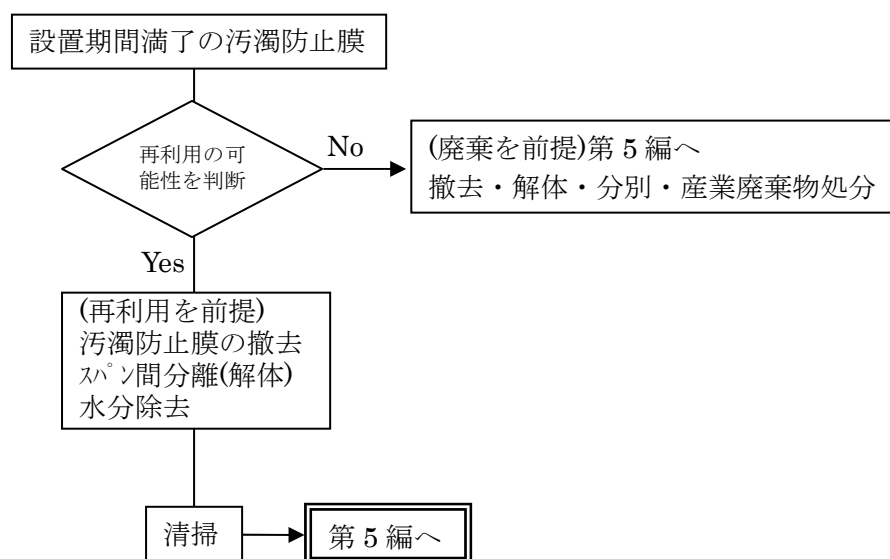 設置期間満了の汚濁防止膜
再利用の可
能性を判断
No
(廃棄を前提)第 5 編へ
撤去・解体・分別・産業廃棄物処分
Yes
(再利用を前提)
汚濁防止膜の撤去
ｽﾊﾟﾝ間分離(解体)
水分除去
清掃
第 5 編へ